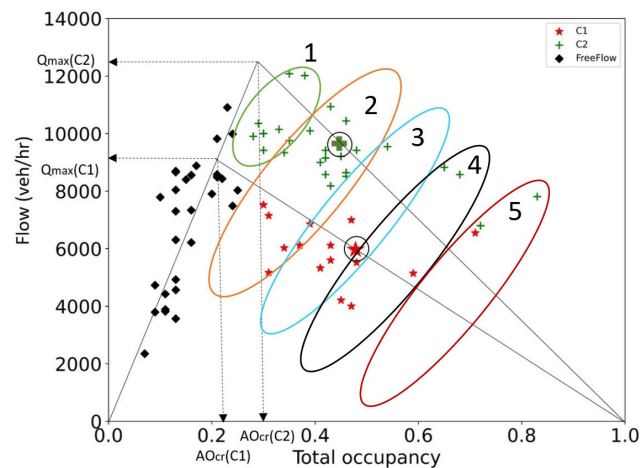 14000
Qmax(C2)
12000
10000
Qmax(C1)
8000
6000
4000
2000
0
Flow (veh/hr)
1
2
3
4
5
C1
C2
FreeFlow
0.2
0.4
0.6
0.8
1.0
AOcr(C1)
AOcr(C2)
Total occupancy